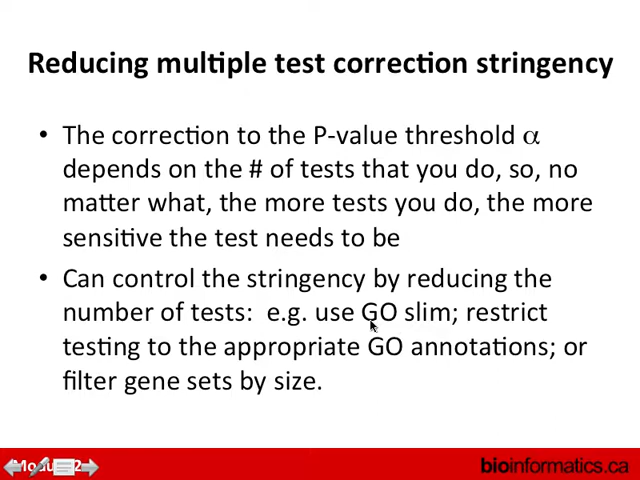 Reducing multiple test correction stringency
• The correction to the P-value threshold α
depends on the # of tests that you do, so, no
matter what, the more tests you do, the more
sensitive the test needs to be
• Can control the stringency by reducing the
number of tests: e.g. use GO slim; restrict
testing to the appropriate GO annotations; or
filter gene sets by size.
bioinformatics.ca